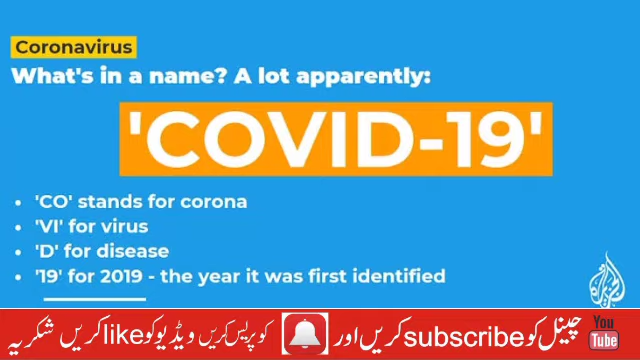 Coronavirus
What's in a name? A lot apparently:
'COVID-19'
• 'CO' stands for corona
• 'VI' for virus
• 'D' for disease
• '19' for 2019 - the year it was first identified
الجزيرة
چینل کو subscribe کریں اور کو پریس کریں ویڈیو کو like کریں شکریہ
You
Tube